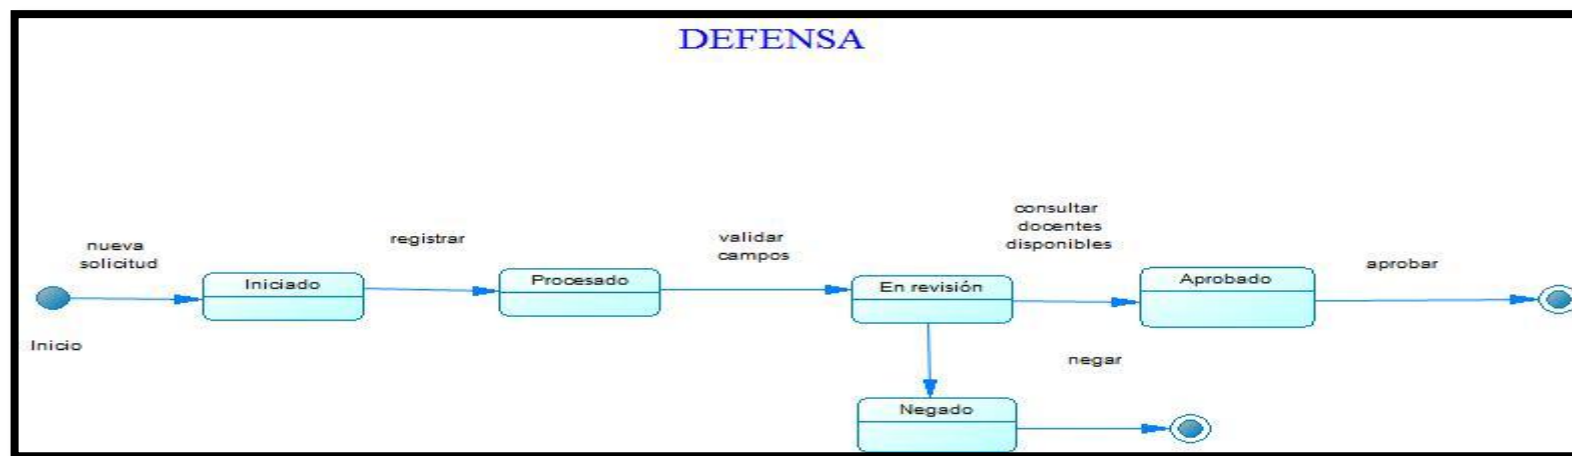 DEFENSA
nueva
solicitud
registrar
validar
campos
consultar
docentes
disponibles
aprobar
Iniciado
Procesado
En revisión
Aprobado
Inicio
negar
Negado